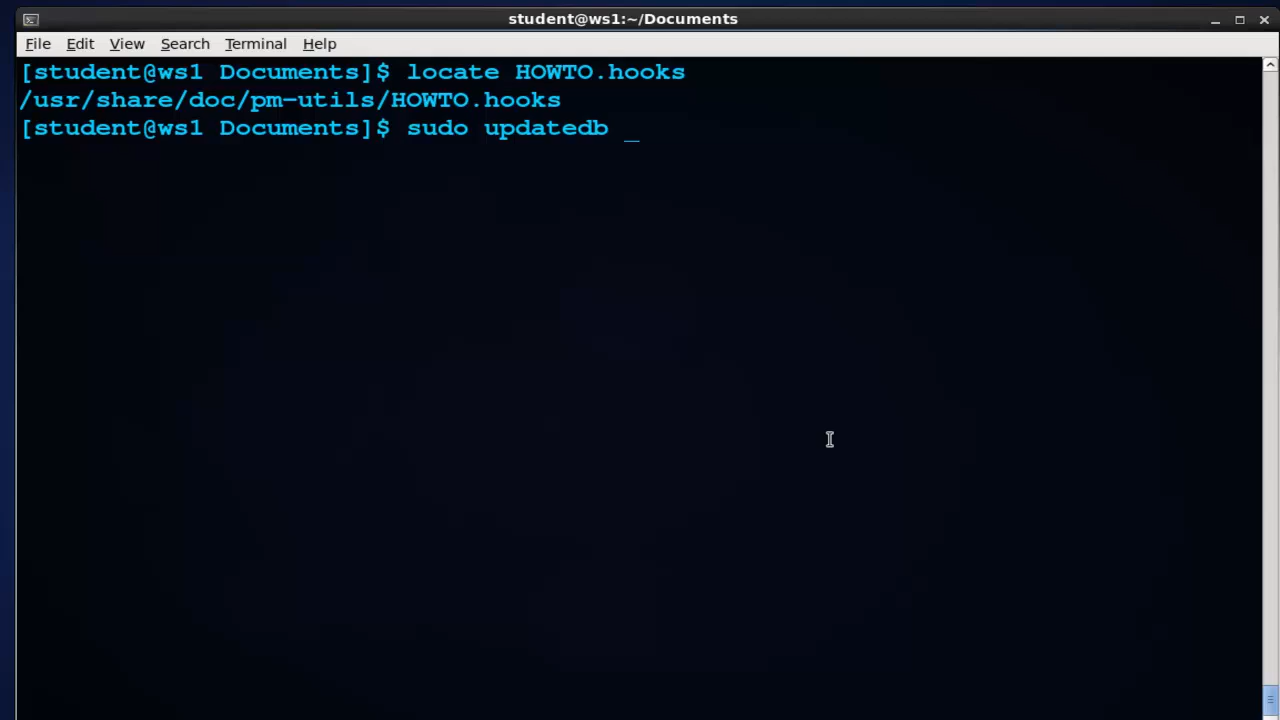 student@ws1:~/Documents
File Edit View Search Terminal Help
[student@ws1 Documents]$ locate HOWTO.hooks
/usr/share/doc/pm-utils/HOWTO.hooks
[student@ws1 Documents]$ sudo updatedb _